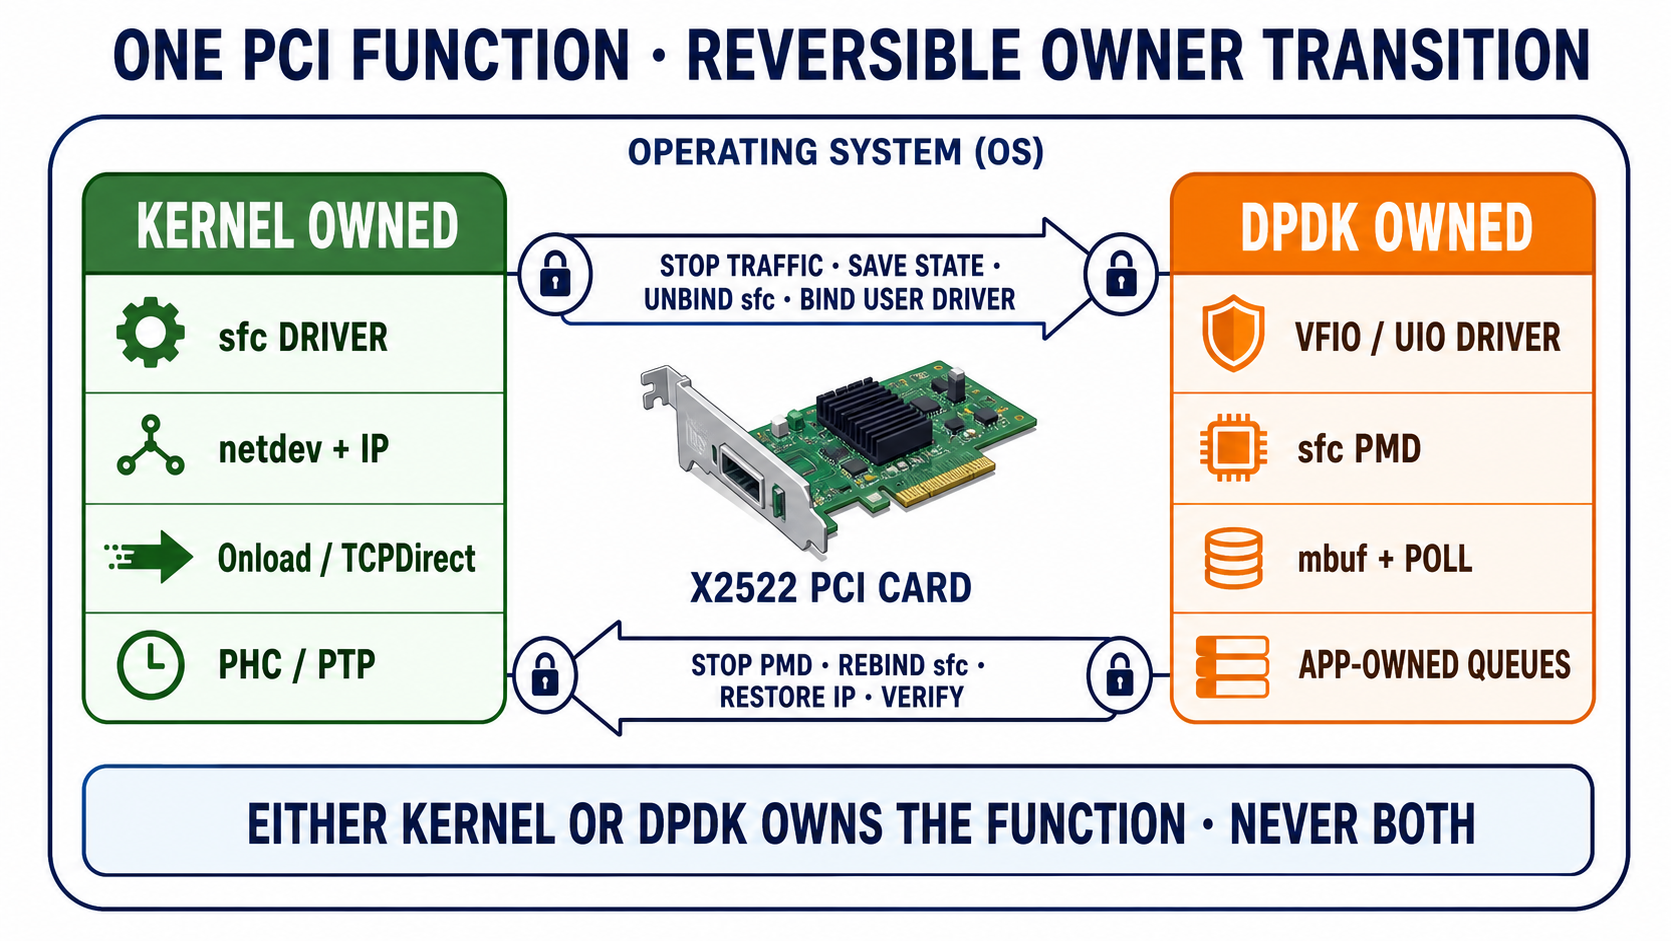 ONE PCI FUNCTION · REVERSIBLE OWNER TRANSITION
OPERATING SYSTEM (OS)
KERNEL OWNED
sfc DRIVER
netdev + IP
Onload / TCPDirect
PHC / PTP
STOP TRAFFIC · SAVE STATE ·
UNBIND sfc · BIND USER DRIVER
X2522 PCI CARD
STOP PMD · REBIND sfc ·
RESTORE IP · VERIFY
DPDK OWNED
VFIO / UIO DRIVER
sfc PMD
mbuf + POLL
APP-OWNED QUEUES
EITHER KERNEL OR DPDK OWNS THE FUNCTION · NEVER BOTH